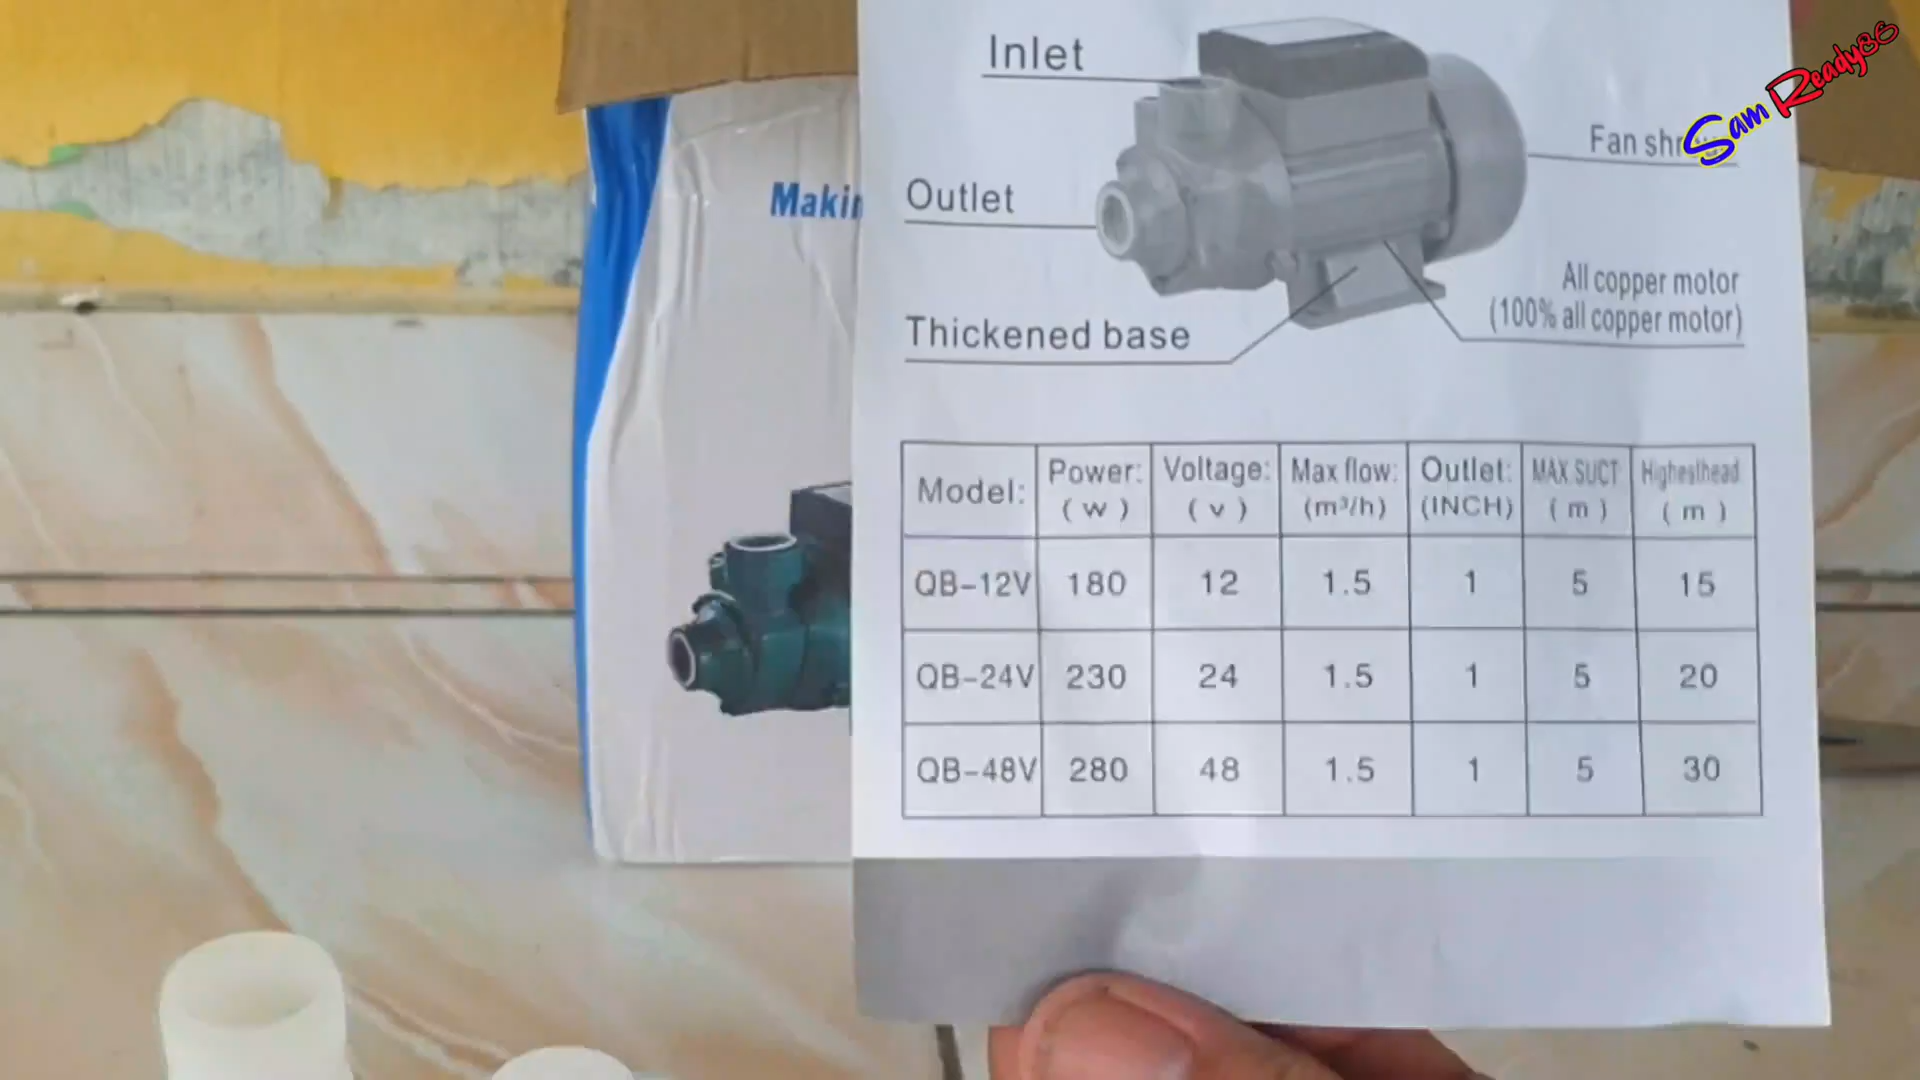 Sam Ready86
Inlet
Makin
Outlet
Fan
All copper motor
(100% all copper motor)
Thickened base
Model: Power: (w) Voltage: (v) Max flow: (m³/h) Outlet: (INCH) MAX SUCT (m) Highesthead (m)
QB-12V 180 12 1.5 1 5 15
QB-24V 230 24 1.5 1 5 20
QB-48V 280 48 1.5 1 5 30